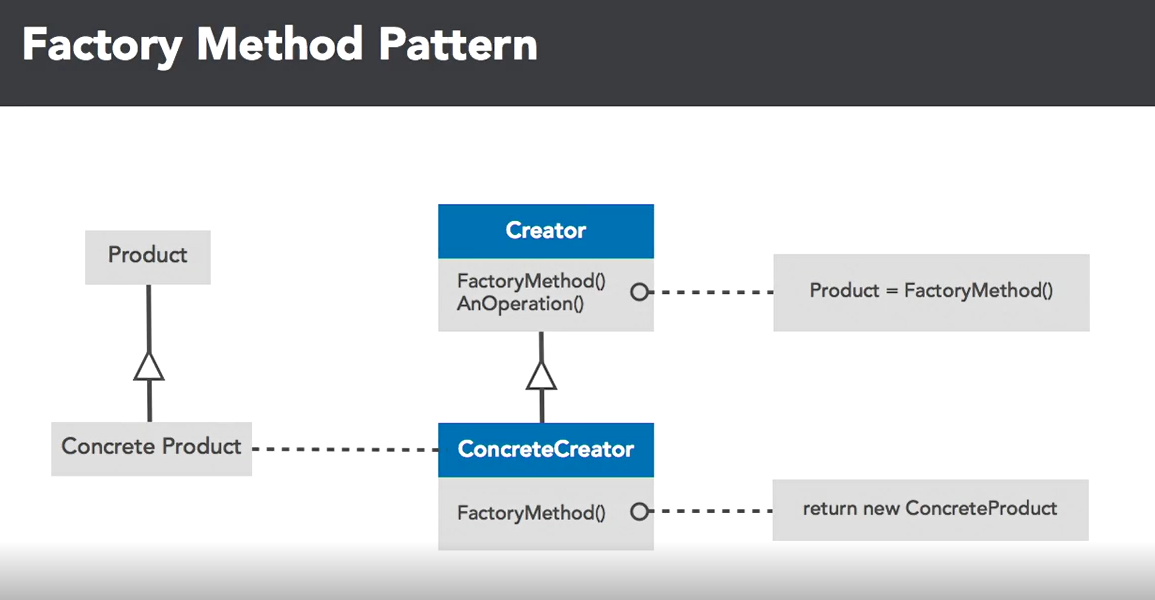 Factory Method Pattern
Product
Creator
FactoryMethod()
AnOperation()
Product = FactoryMethod()
Concrete Product
ConcreteCreator
FactoryMethod()
return new ConcreteProduct